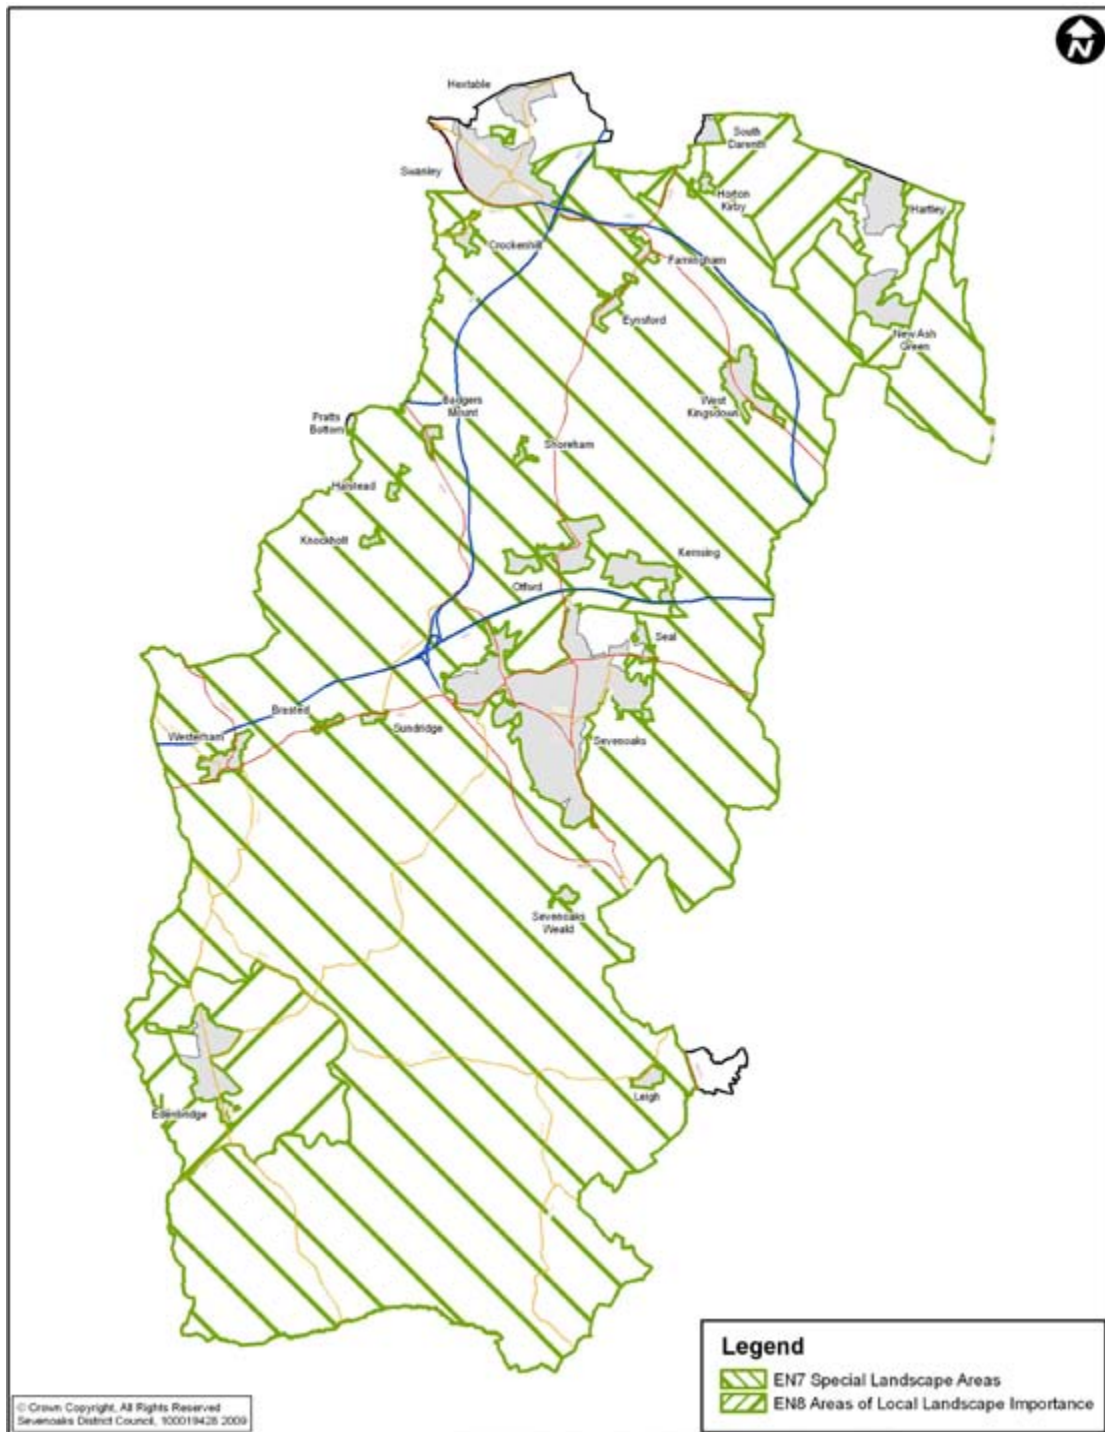 N
Hextable
South
Darenth
Swanley
Horton
Kirby
Hartley
Crockenhill
Farningham
Eynsford
New Ash
Green
Badgers
Mount
West
Kingsdown
Pratts
Bottom
Shoreham
Halstead
Knockholt
Kemsing
Otford
Seal
Brasted
Westerham
Sundridge
Sevenoaks
Sevenoaks
Weald
Leigh
Edenbridge
Legend
EN7 Special Landscape Areas
EN8 Areas of Local Landscape Importance
© Crown Copyright, All Rights Reserved
Sevenoaks District Council, 100019428 2009